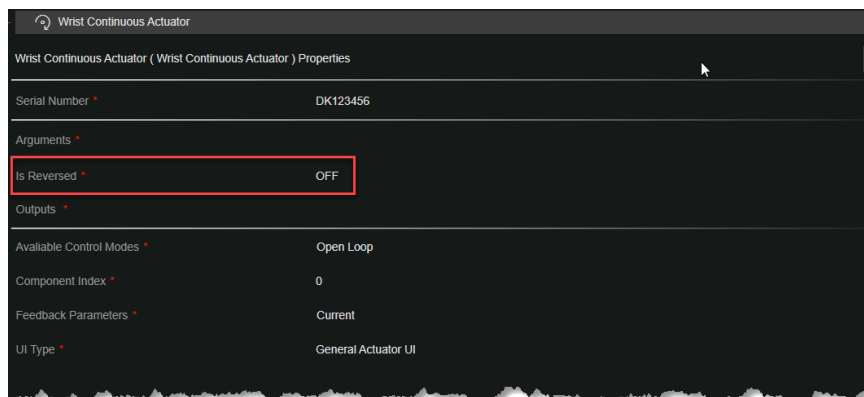 Wrist Continuous Actuator
Wrist Continuous Actuator ( Wrist Continuous Actuator ) Properties
Serial Number * DK123456
Arguments *
Is Reversed * OFF
Outputs *
Avaliable Control Modes * Open Loop
Component Index * 0
Feedback Parameters * Current
UI Type * General Actuator UI